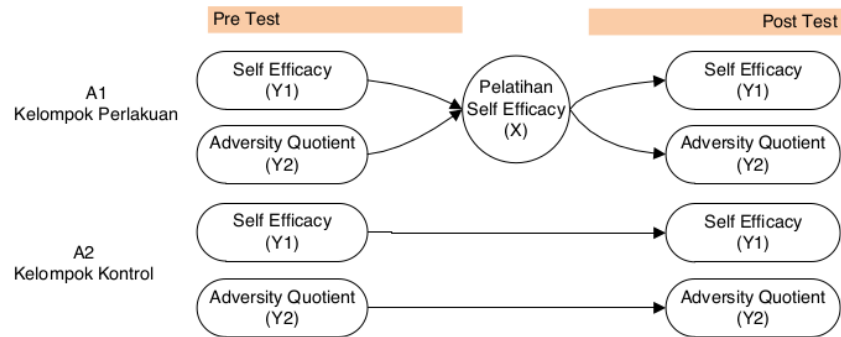 Pre Test
Post Test
A1
Kelompok Perlakuan
Self Efficacy
(Y1)
Adversity Quotient
(Y2)
Pelatihan
Self Efficacy
(X)
Self Efficacy
(Y1)
Adversity Quotient
(Y2)
A2
Kelompok Kontrol
Self Efficacy
(Y1)
Adversity Quotient
(Y2)
Self Efficacy
(Y1)
Adversity Quotient
(Y2)